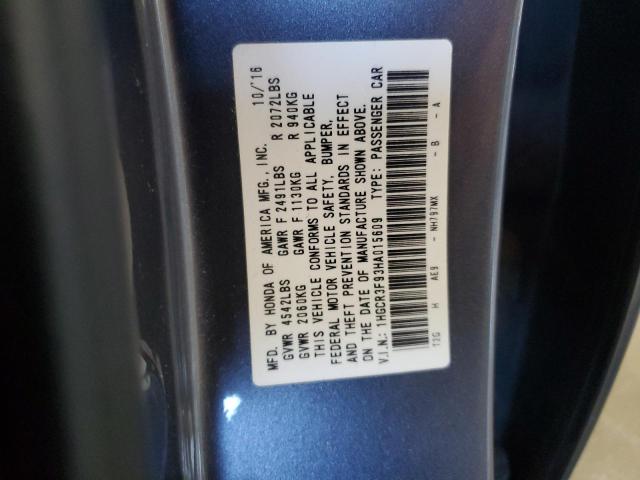 MFD. BY HONDA OF AMERICA MFG., INC. 10/'16
GVWR 4542LBS GAWR F 2491LBS R 2072LBS
GVWR 2060KG GAWR F 1130KG R 940KG
THIS VEHICLE CONFORMS TO ALL APPLICABLE
FEDERAL MOTOR VEHICLE SAFETY, BUMPER,
AND THEFT PREVENTION STANDARDS IN EFFECT
ON THE DATE OF MANUFACTURE SHOWN ABOVE.
V.I.N.: 1HGCR3F93HA015609 TYPE: PASSENGER CAR
T2G H AE9 - NH797MX - B - A